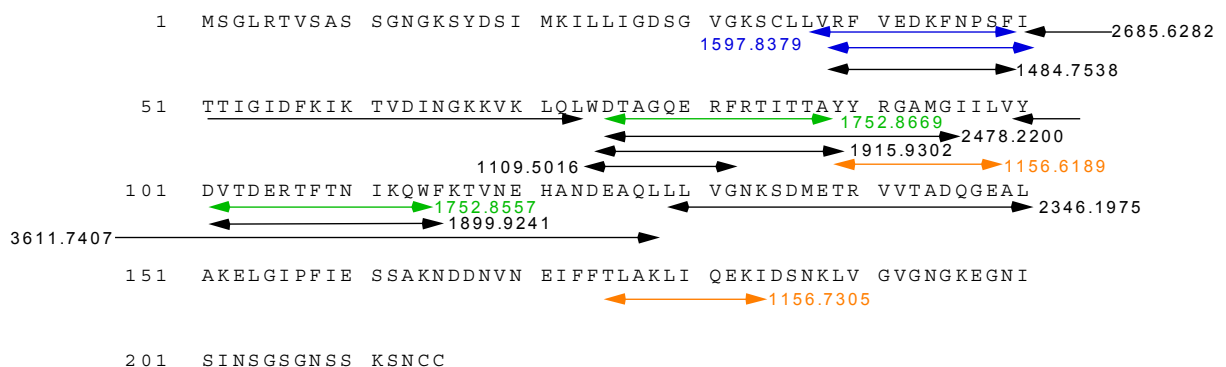 1 MSGLRTVSAS SGNGKSYDSI MKILLIGDSG VGKSCLLVRF VEDKFNPSFI
2685.6282
1597.8379
1484.7538
51 TTIGIDFKIK TVDINGKKVK LQLWDTAGQE RFRTITTAYY RGAMGIILVY
1752.8669
2478.2200
1915.9302
1109.5016 1156.6189
101 DVTDERTFTN IKQWFKTVNE HANDEAQLLL VGNKSDMETR VVTADQGEAL
1752.8557 2346.1975
1899.9241
3611.7407
151 AKELGIPFIE SSAKNDDNVN EIFFTLAKLI QEKIDSNKLV GVGNGKEGNI
1156.7305
201 SINSGSGNSS KSNCC